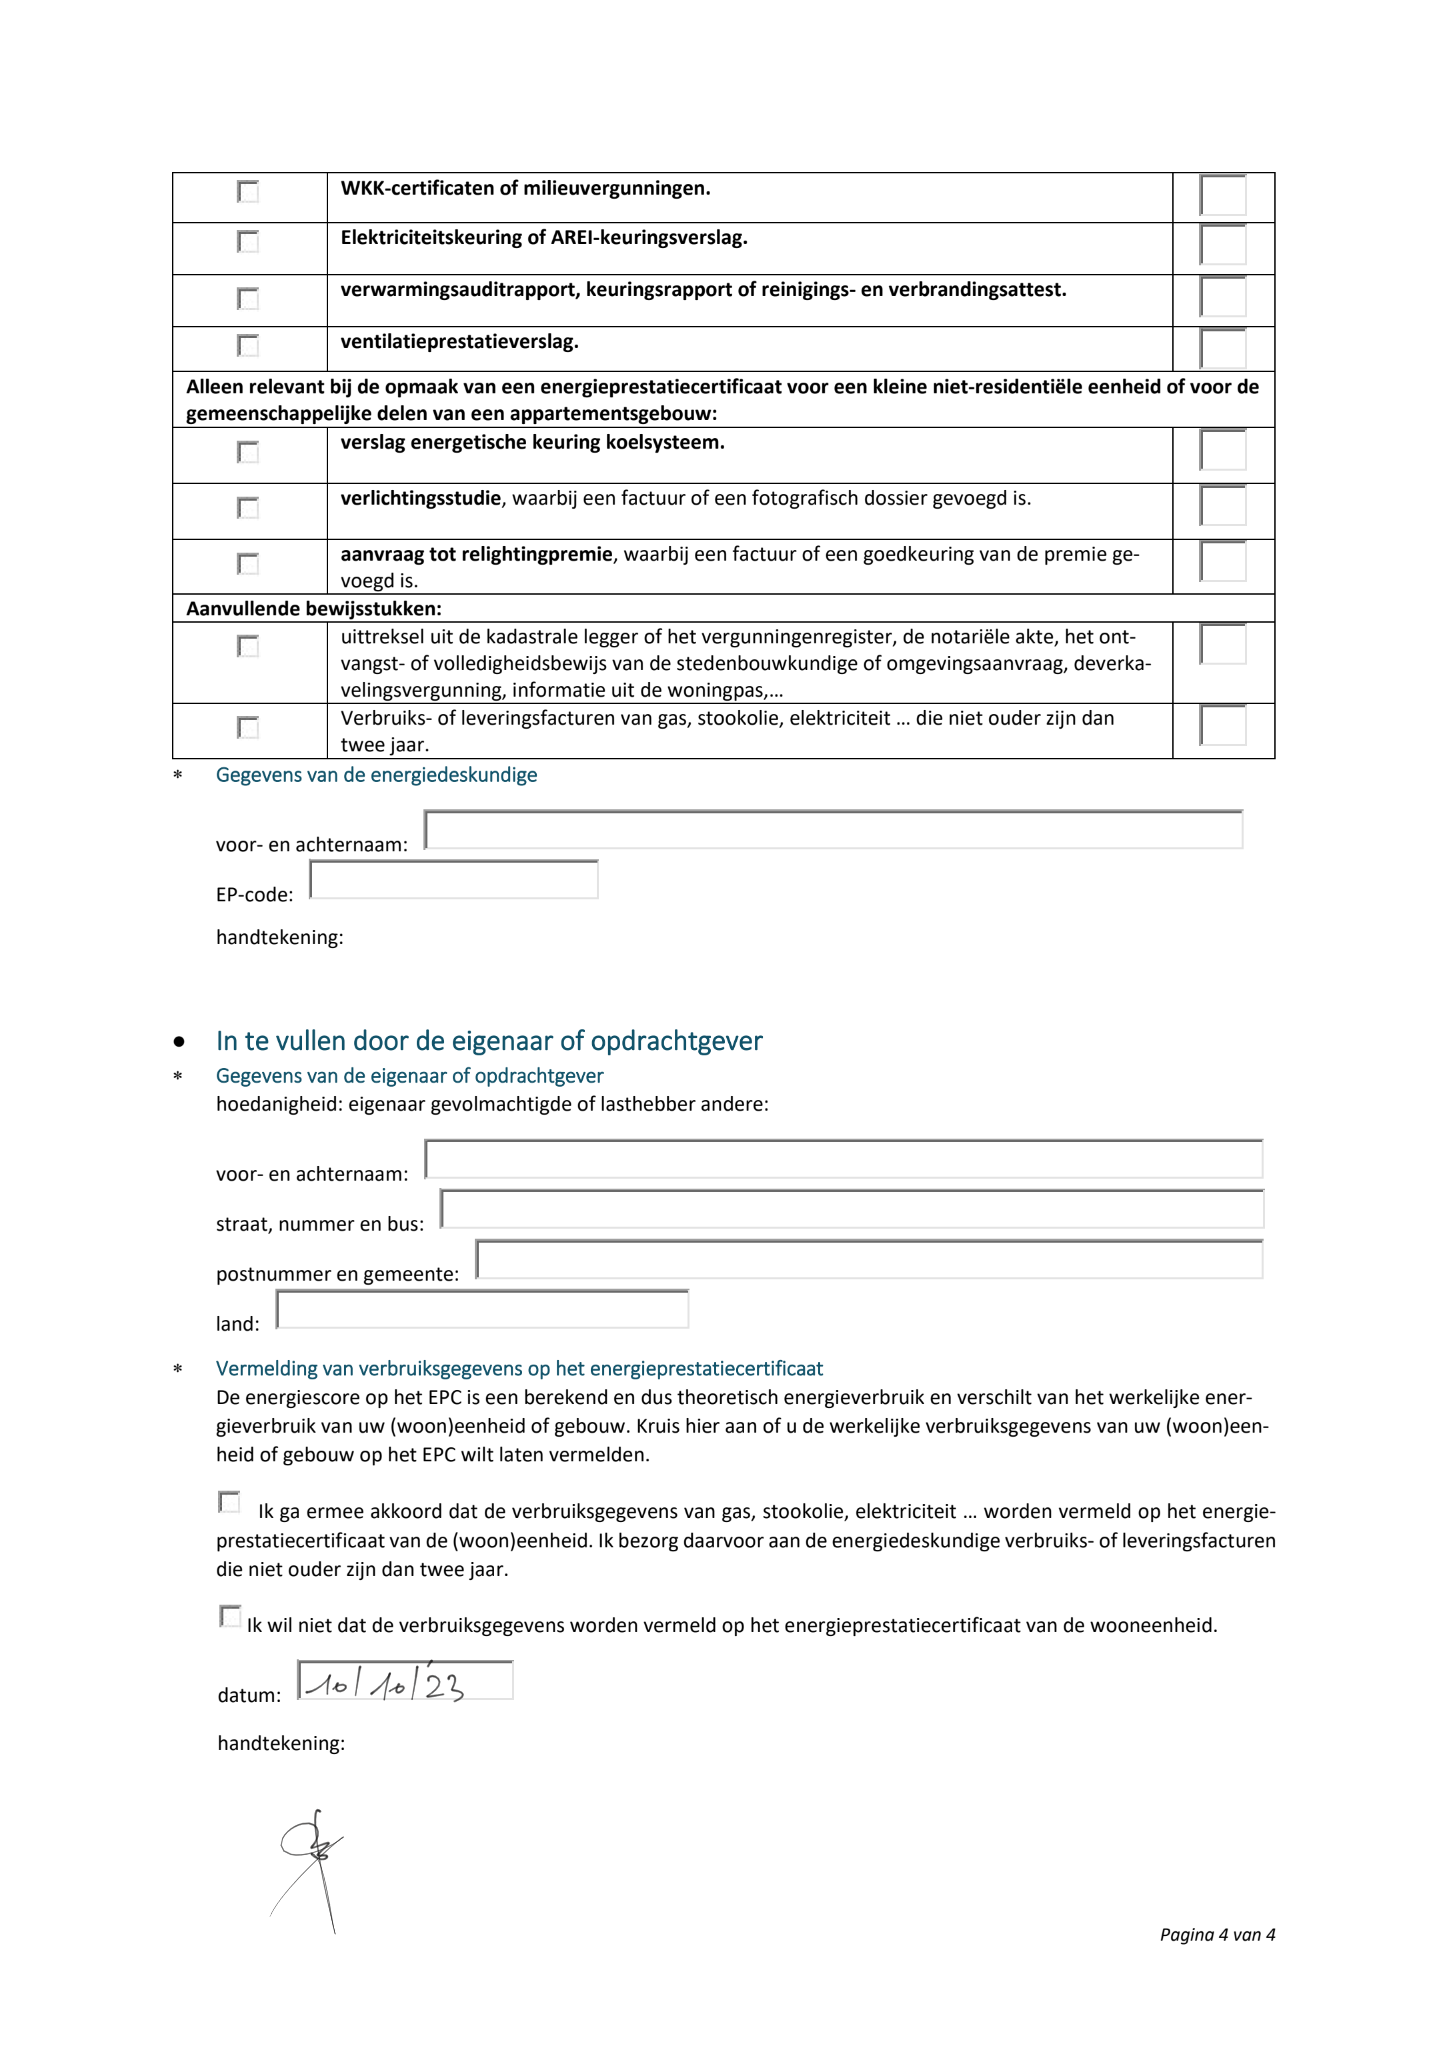 WKK-certificaten of milieuvergunningen.
Elektriciteitskeuring of AREI-keuringsverslag.
verwarmingsauditrapport, keuringsrapport of reinigings- en verbrandingsattest.
ventilatieprestatieverslag.
Alleen relevant bij de opmaak van een energieprestatiecertificaat voor een kleine niet-residentiële eenheid of voor de
gemeenschappelijke delen van een appartementsgebouw:
verslag energetische keuring koelsysteem.
verlichtingsstudie, waarbij een factuur of een fotografisch dossier gevoegd is.
aanvraag tot relightingpremie, waarbij een factuur of een goedkeuring van de premie ge-
voegd is.
Aanvullende bewijsstukken:
uittreksel uit de kadastrale legger of het vergunningenregister, de notariële akte, het ont-
vangst- of volledigheidsbewijs van de stedenbouwkundige of omgevingsaanvraag, deverka-
velingsvergunning, informatie uit de woningpas,...
Verbruiks- of leveringsfacturen van gas, stookolie, elektriciteit ... die niet ouder zijn dan
twee jaar.
* Gegevens van de energiedeskundige
voor- en achternaam:
EP-code:
handtekening:
• In te vullen door de eigenaar of opdrachtgever
* Gegevens van de eigenaar of opdrachtgever
hoedanigheid: eigenaar gevolmachtigde of lasthebber andere:
voor- en achternaam:
straat, nummer en bus:
postnummer en gemeente:
land:
* Vermelding van verbruiksgegevens op het energieprestatiecertificaat
De energiescore op het EPC is een berekend en dus theoretisch energieverbruik en verschilt van het werkelijke ener-
gieverbruik van uw (woon)eenheid of gebouw. Kruis hier aan of u de werkelijke verbruiksgegevens van uw (woon)een-
heid of gebouw op het EPC wilt laten vermelden.
Ik ga ermee akkoord dat de verbruiksgegevens van gas, stookolie, elektriciteit ... worden vermeld op het energie-
prestatiecertificaat van de (woon)eenheid. Ik bezorg daarvoor aan de energiedeskundige verbruiks- of leveringsfacturen
die niet ouder zijn dan twee jaar.
Ik wil niet dat de verbruiksgegevens worden vermeld op het energieprestatiecertificaat van de wooneenheid.
datum: 10/10/'23
handtekening:
Pagina 4 van 4